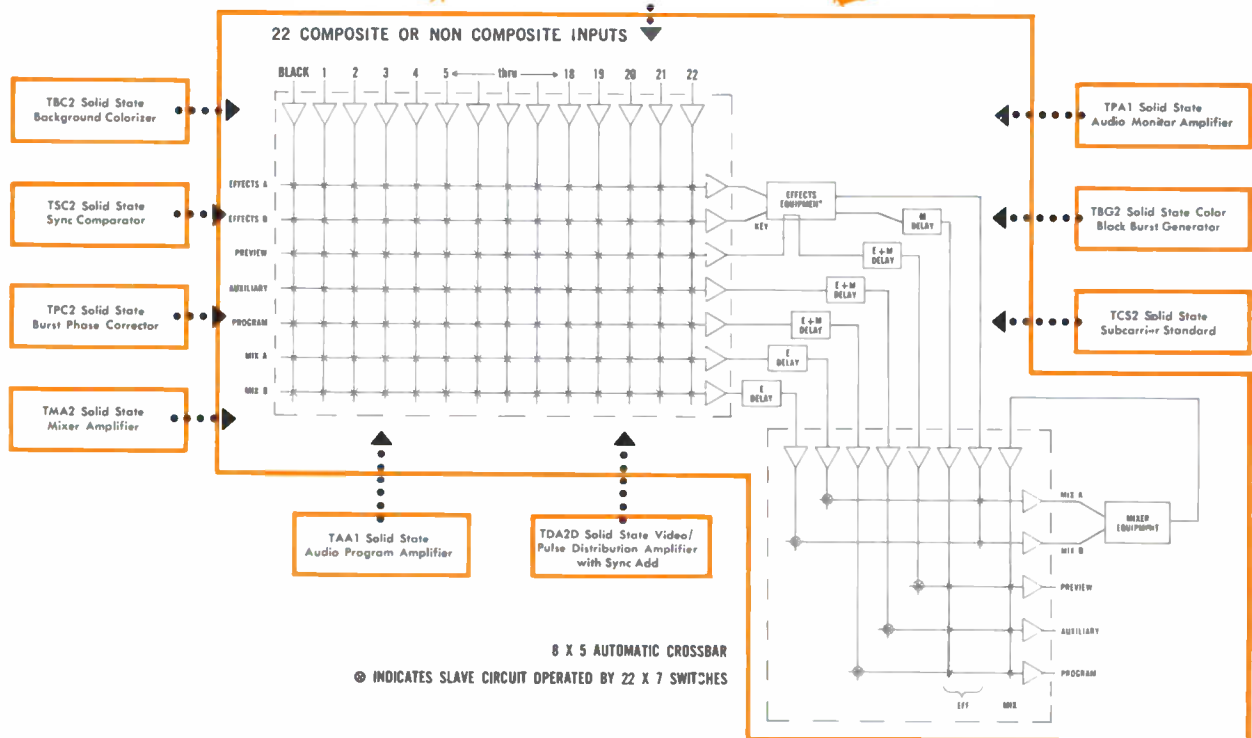 22 COMPOSITE OR NON COMPOSITE INPUTS
BLACK 1 2 3 4 5 thru 18 19 20 21 22
TBC2 Solid State
Background Colorizer
TPA1 Solid State
Audio Monitor Amplifier
EFFECTS A
EFFECTS
EQUIPMEN
TSC2 Solid State
Sync Comparator
EFFECTS B
KEY
M
DELAY
TBG2 Solid State Color
Block Burst Generator
PREVIEW
E+M
DELAY
AUXILIARY
E+M
DELAY
TPC2 Solid State
Burst Phase Corrector
PROGRAM
E+M
DELAY
TCS2 Solid State
Subcarrier Standard
MIX A
E
DELAY
MIX B
E
DELAY
TMA2 Solid State
Mixer Amplifier
MIX A
MIXER
EQUIPMENT
TAA1 Solid State
Audio Program Amplifier
TDA2D Solid State Video/
Pulse Distribution Amplifier
with Sync Add
MIX B
PREVIEW
AUXILIARY
8 X 5 AUTOMATIC CROSSBAR
PROGRAM
⊗ INDICATES SLAVE CIRCUIT OPERATED BY 22 X 7 SWITCHES
EFF MIX